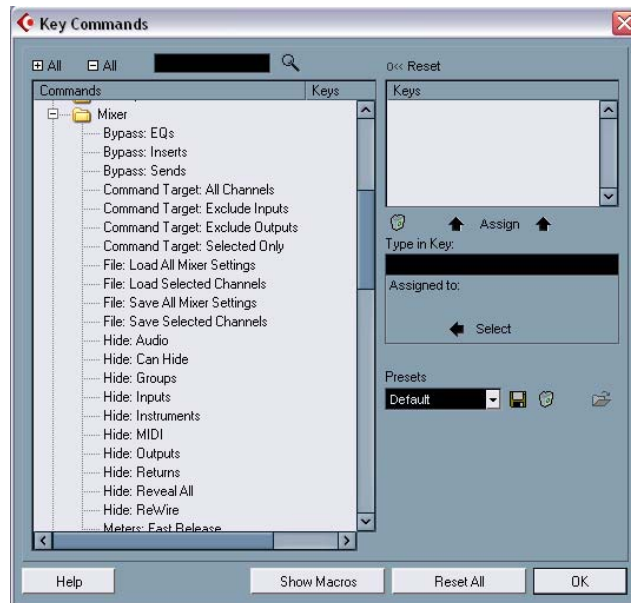 Key Commands
All All
Commands Keys
Mixer
Bypass: EQs
Bypass: Inserts
Bypass: Sends
Command Target: All Channels
Command Target: Exclude Inputs
Command Target: Exclude Outputs
Command Target: Selected Only
File: Load All Mixer Settings
File: Load Selected Channels
File: Save All Mixer Settings
File: Save Selected Channels
Hide: Audio
Hide: Can Hide
Hide: Groups
Hide: Inputs
Hide: Instruments
Hide: MIDI
Hide: Outputs
Hide: Returns
Hide: Reveal All
Hide: ReWire
Meters: Fast Release
Reset
Keys
Assign
Type in Key:
Assigned to:
Select
Presets
Default
Help Show Macros Reset All OK